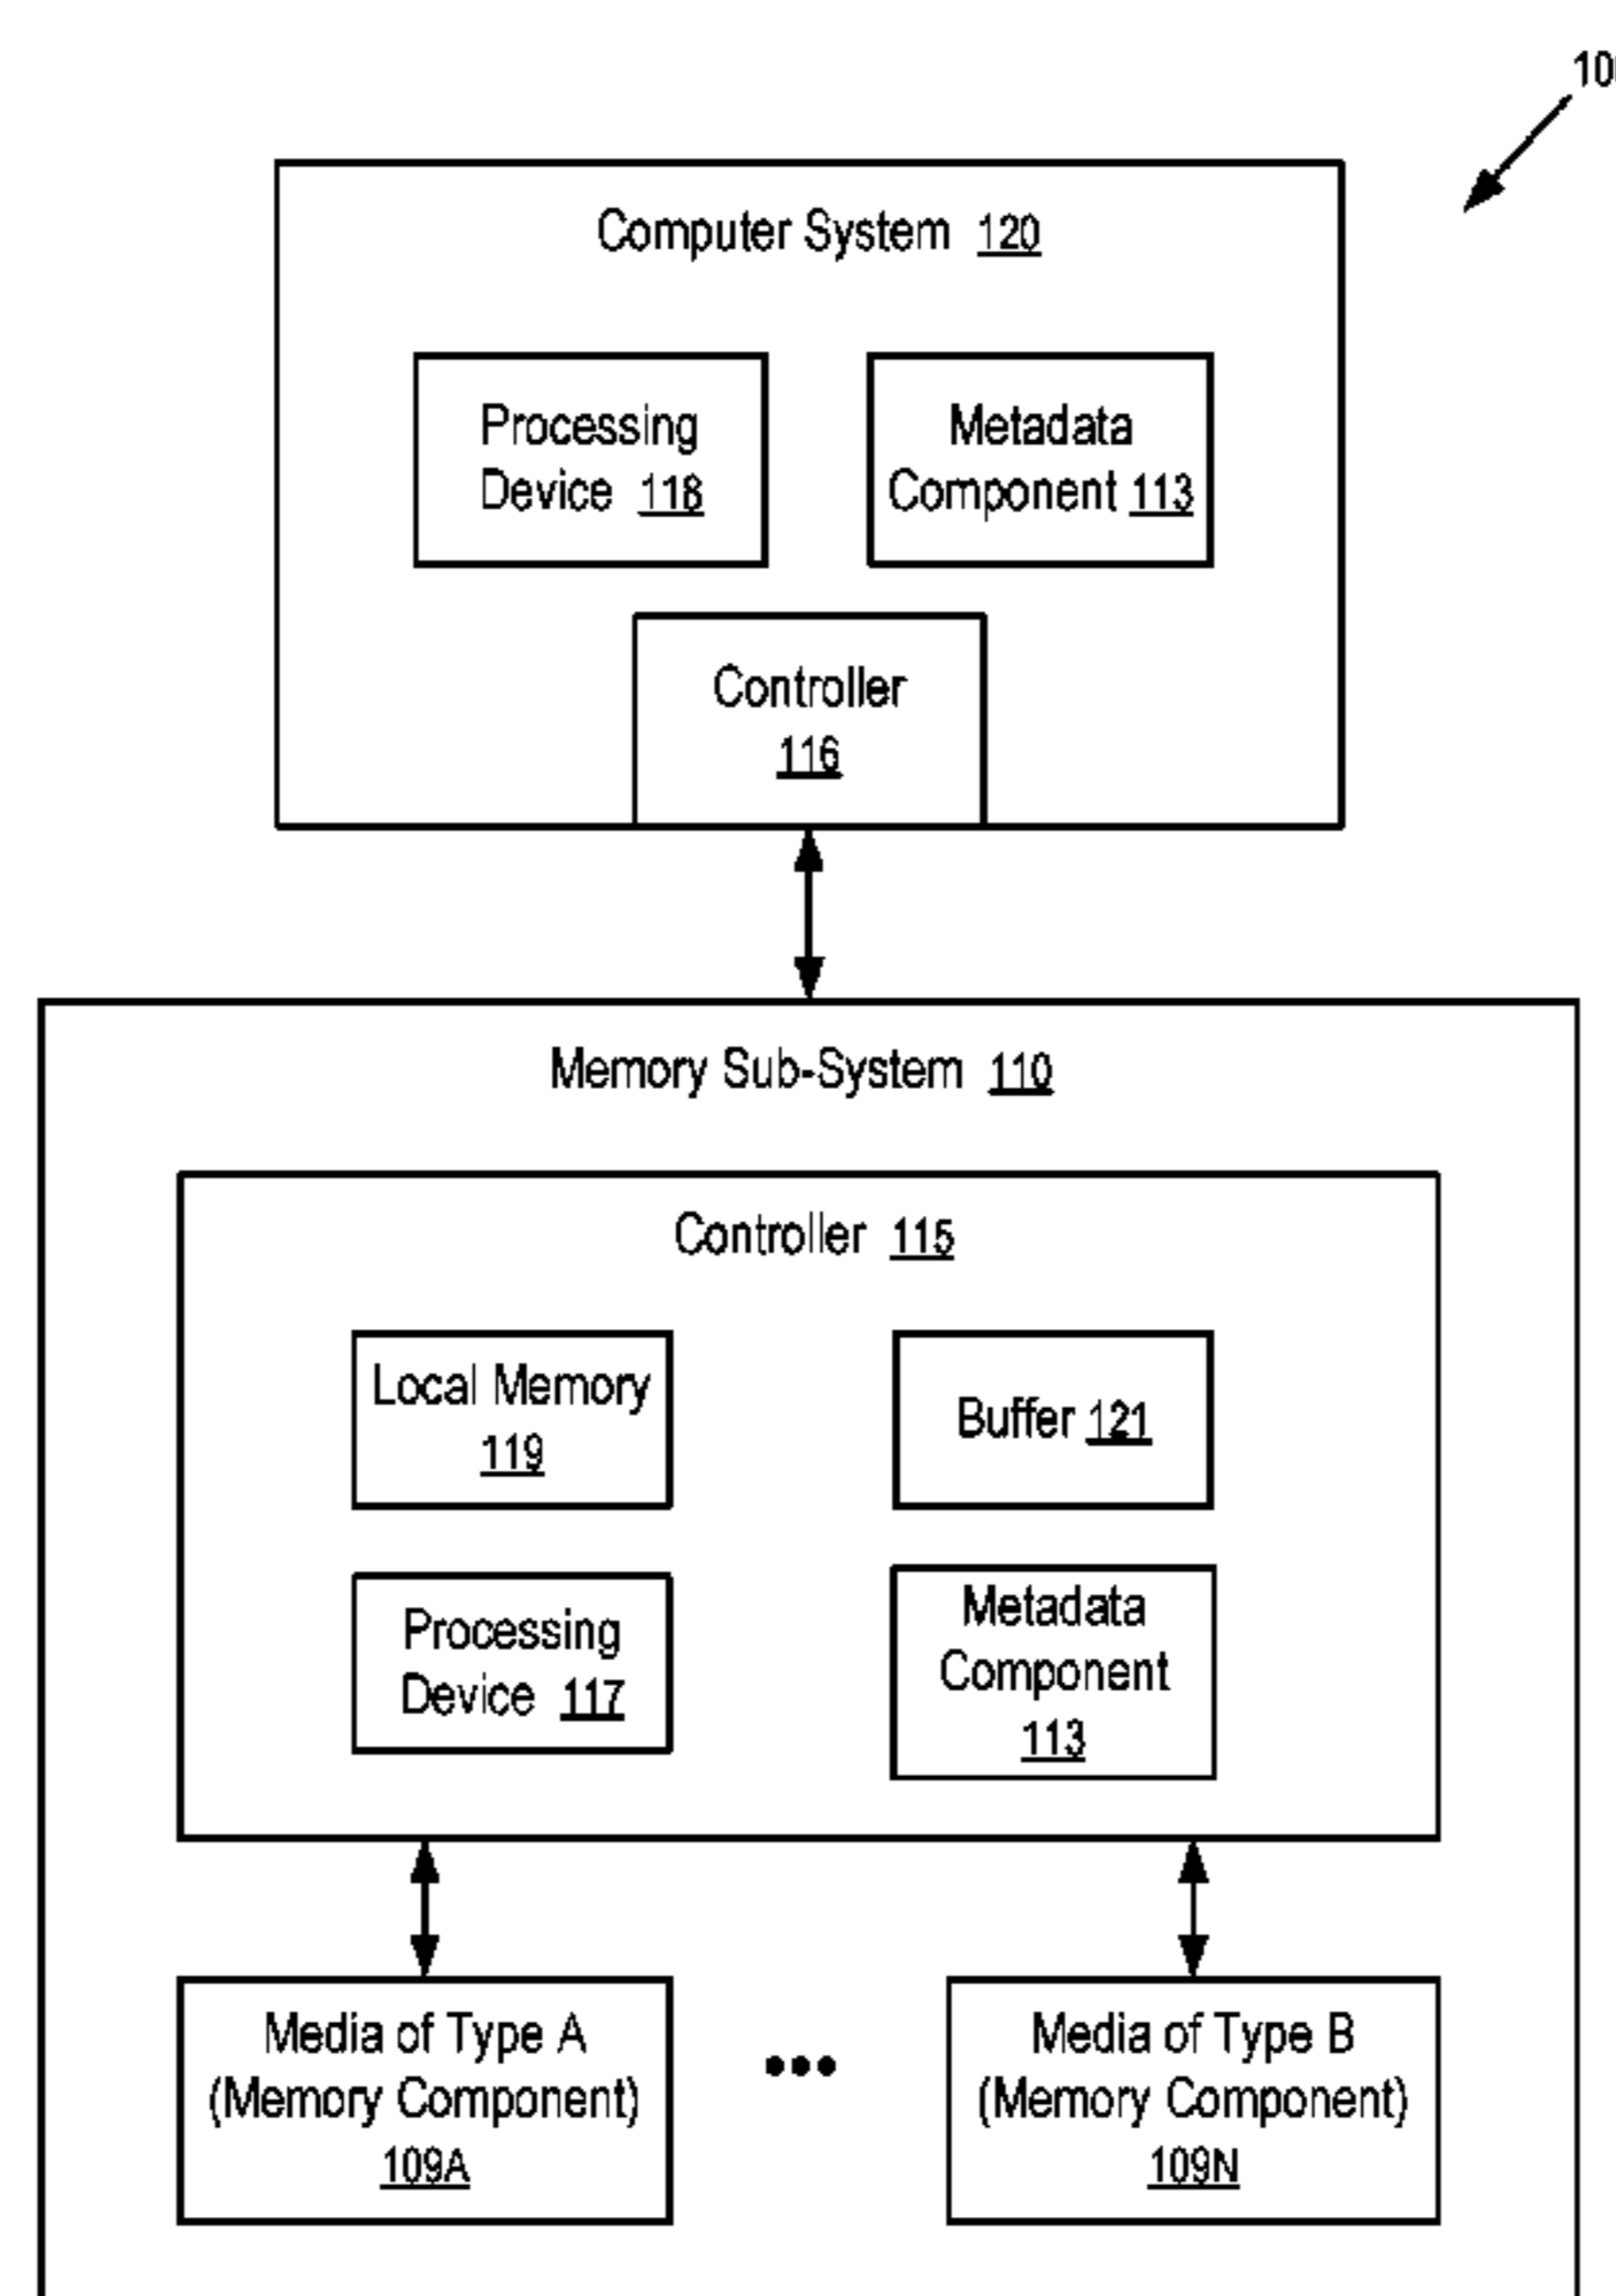 10
Computer System 120
Processing
Device 118
Metadata
Component 113
Controller
116
Memory Sub-System 110
Controller 115
Local Memory
119
Buffer 121
Processing
Device 117
Metadata
Component
113
Media of Type A
(Memory Component)
109A
•••
Media of Type B
(Memory Component)
109N